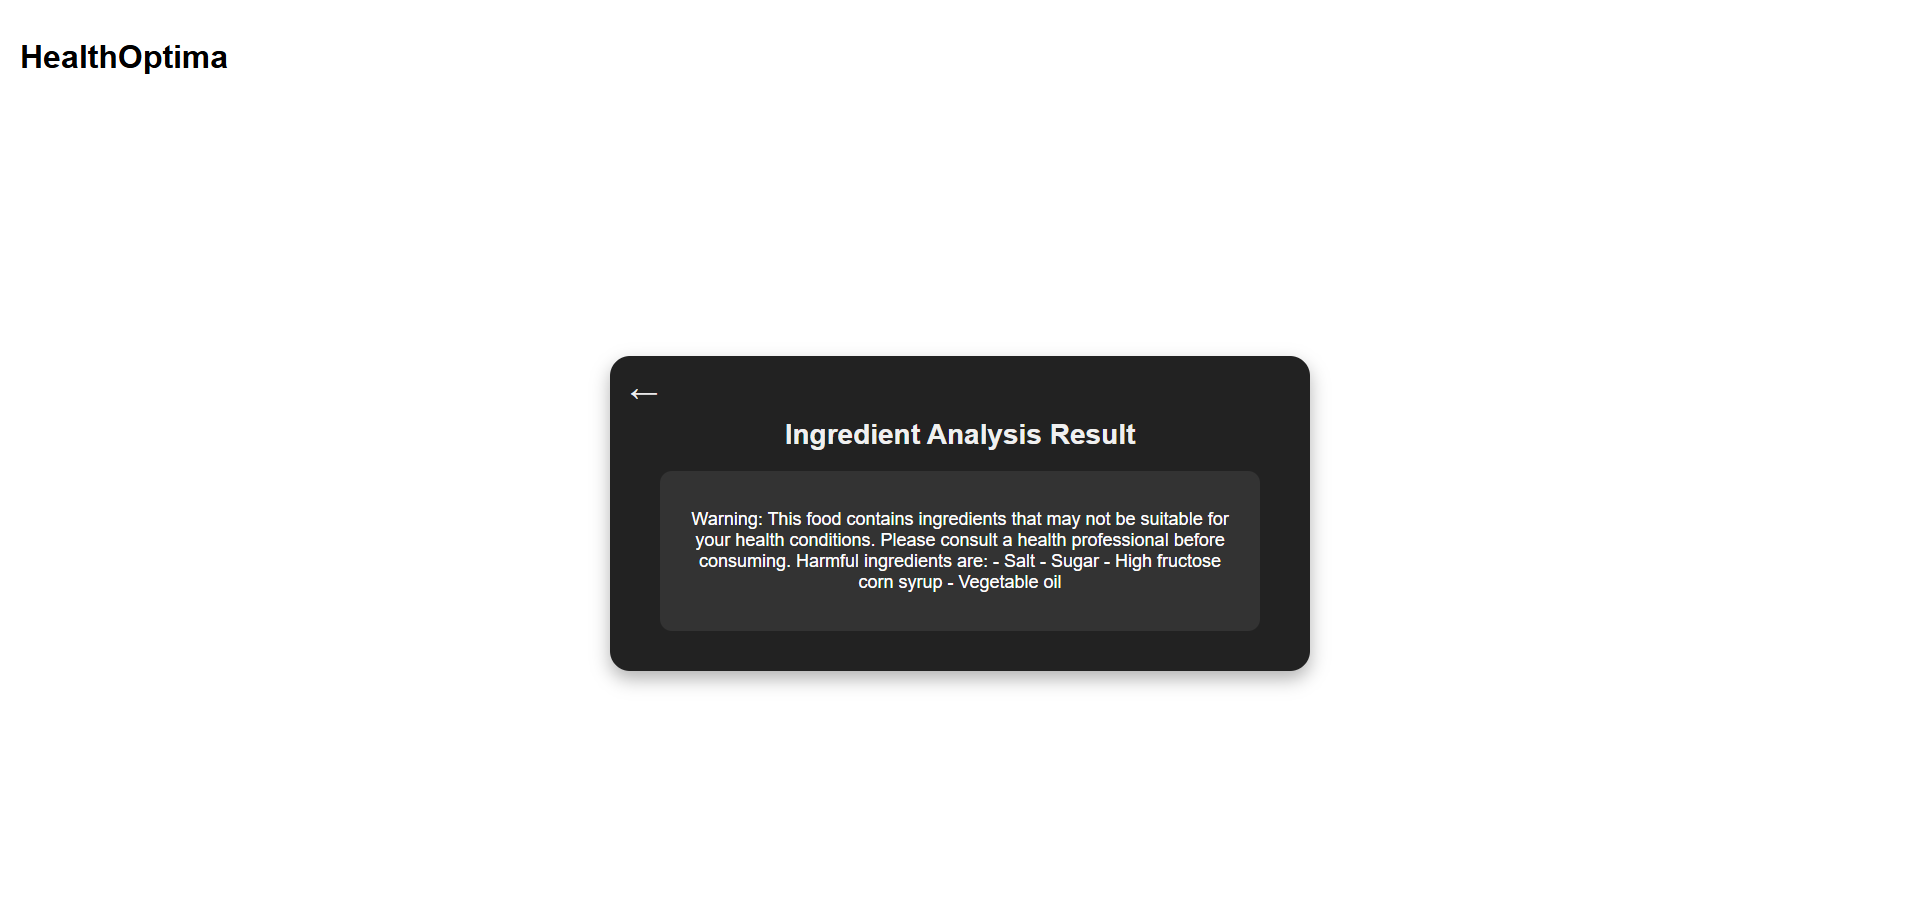 HealthOptima
←
Ingredient Analysis Result
Warning: This food contains ingredients that may not be suitable for
your health conditions. Please consult a health professional before
consuming. Harmful ingredients are: - Salt - Sugar - High fructose
corn syrup - Vegetable oil